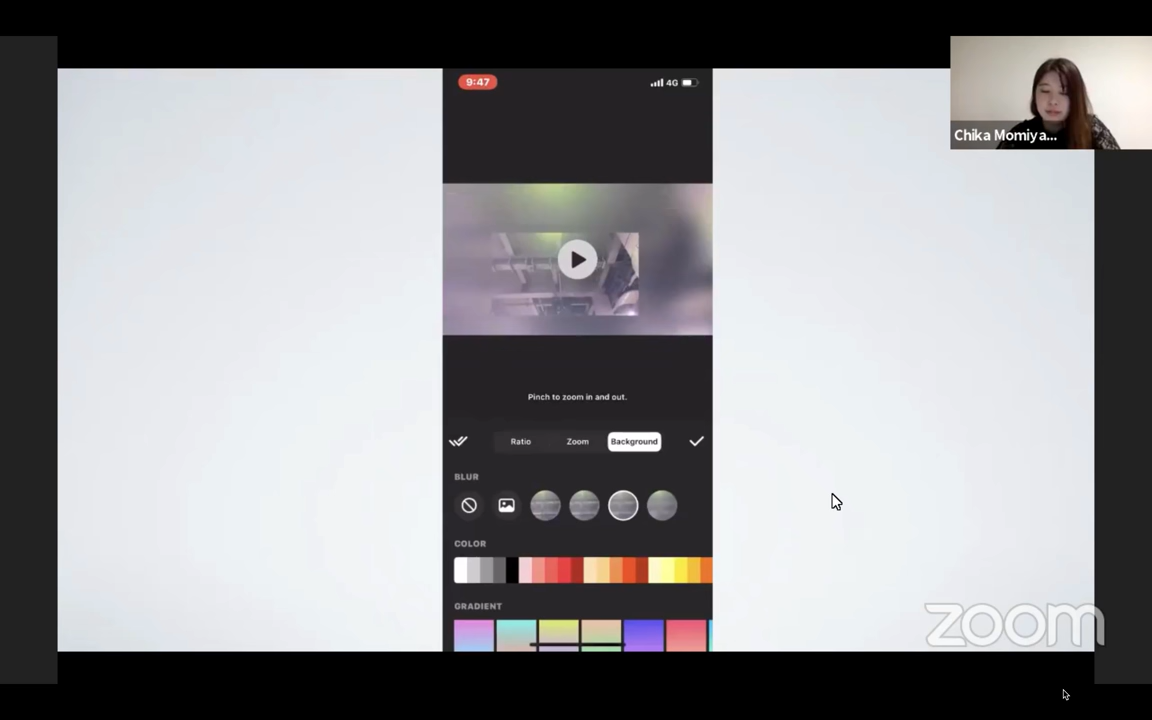 9:47
4G
Chika Momiya...
Pinch to zoom in and out.
Ratio
Zoom
Background
BLUR
COLOR
GRADIENT
zoom